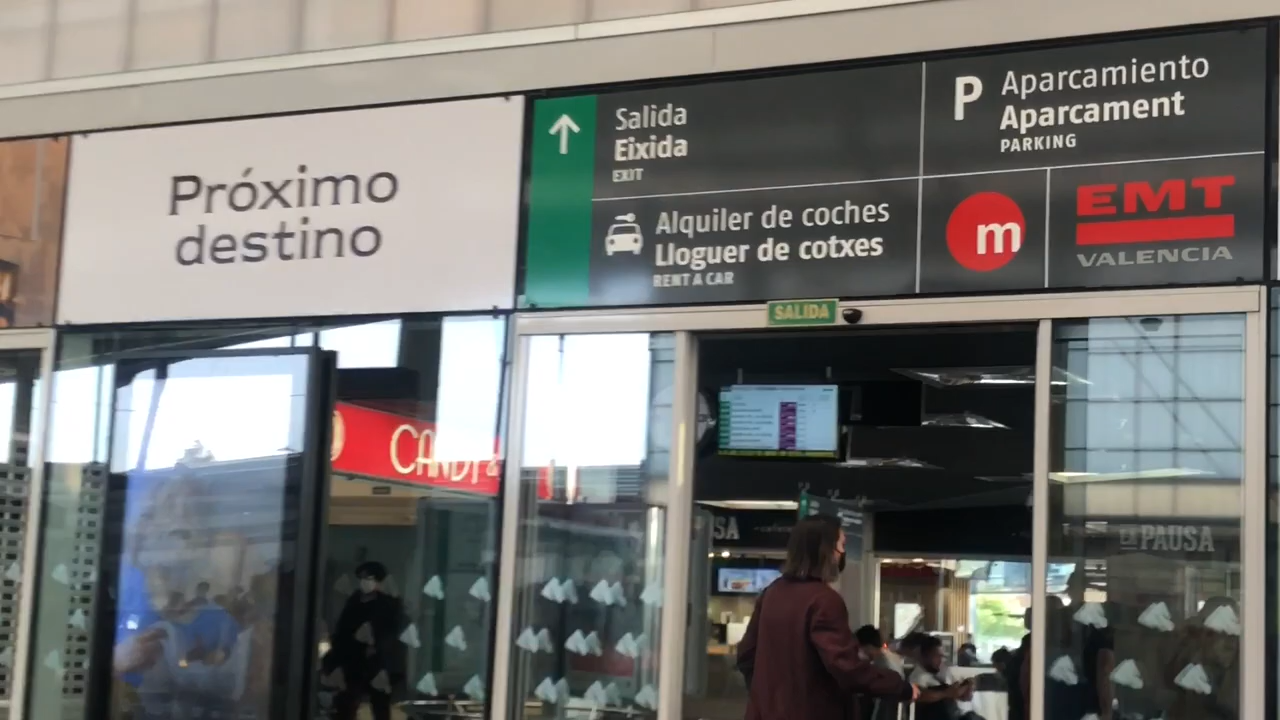 Próximo
destino
Salida
Eixida
EXIT
Alquiler de coches
Lloguer de cotxes
RENT A CAR
P
Aparcamiento
Aparcament
PARKING
m
EMT
VALENCIA
SALIDA
CANDY
LA PAUSA